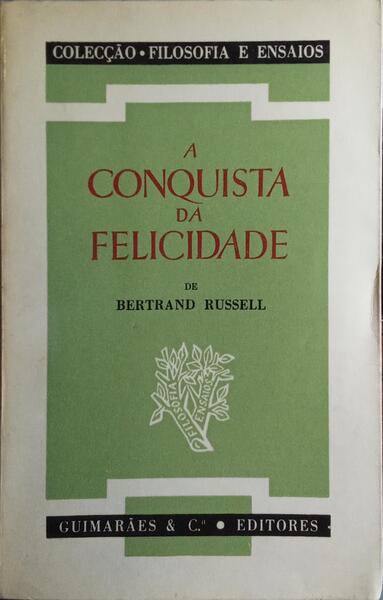 COLECÇÃO • FILOSOFIA E ENSAIOS
A
CONQUISTA
DA
FELICIDADE
DE
BERTRAND RUSSELL
FILOSOFIA
ENSAIOS
GUIMARÃES & C.ª • EDITORES